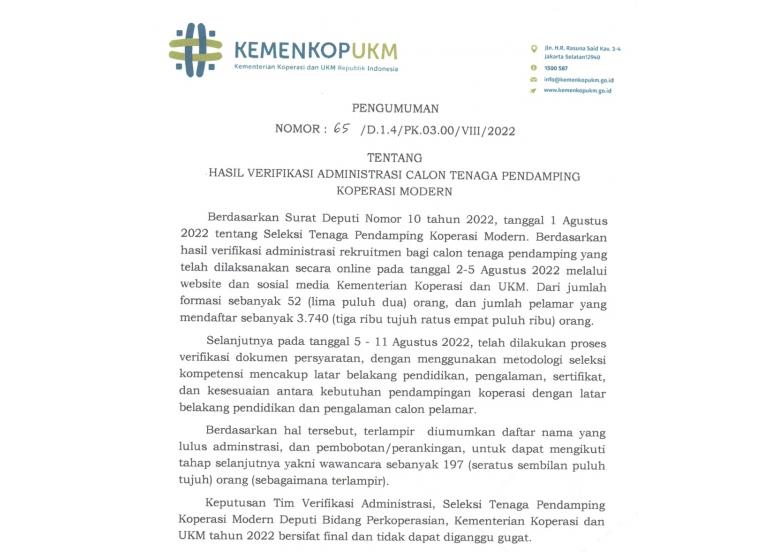 KEMENKOPUKM
Kementerian Koperasi dan UKM Republik Indonesia
Jln. H.R. Rasuna Said Kav. 3-4
Jakarta Selatan12940
1500 587
info@kemenkopukm.go.id
www.kemenkopukm.go.id
PENGUMUMAN
NOMOR : 65 /D.1.4/PK.03.00/VIII/2022
TENTANG
HASIL VERIFIKASI ADMINISTRASI CALON TENAGA PENDAMPING
KOPERASI MODERN
Berdasarkan Surat Deputi Nomor 10 tahun 2022, tanggal 1 Agustus
2022 tentang Seleksi Tenaga Pendamping Koperasi Modern. Berdasarkan
hasil verifikasi administrasi rekruitmen bagi calon tenaga pendamping yang
telah dilaksanakan secara online pada tanggal 2-5 Agustus 2022 melalui
website dan sosial media Kementerian Koperasi dan UKM. Dari jumlah
formasi sebanyak 52 (lima puluh dua) orang, dan jumlah pelamar yang
mendaftar sebanyak 3.740 (tiga ribu tujuh ratus empat puluh ribu) orang.
Selanjutnya pada tanggal 5 - 11 Agustus 2022, telah dilakukan proses
verifikasi dokumen persyaratan, dengan menggunakan metodologi seleksi
kompetensi mencakup latar belakang pendidikan, pengalaman, sertifikat,
dan kesesuaian antara kebutuhan pendampingan koperasi dengan latar
belakang pendidikan dan pengalaman calon pelamar.
Berdasarkan hal tersebut, terlampir diumumkan daftar nama yang
lulus adminstrasi, dan pembobotan/perankingan, untuk dapat mengikuti
tahap selanjutnya yakni wawancara sebanyak 197 (seratus sembilan puluh
tujuh) orang (sebagaimana terlampir).
Keputusan Tim Verifikasi Administrasi, Seleksi Tenaga Pendamping
Koperasi Modern Deputi Bidang Perkoperasian, Kementerian Koperasi dan
UKM tahun 2022 bersifat final dan tidak dapat diganggu gugat.